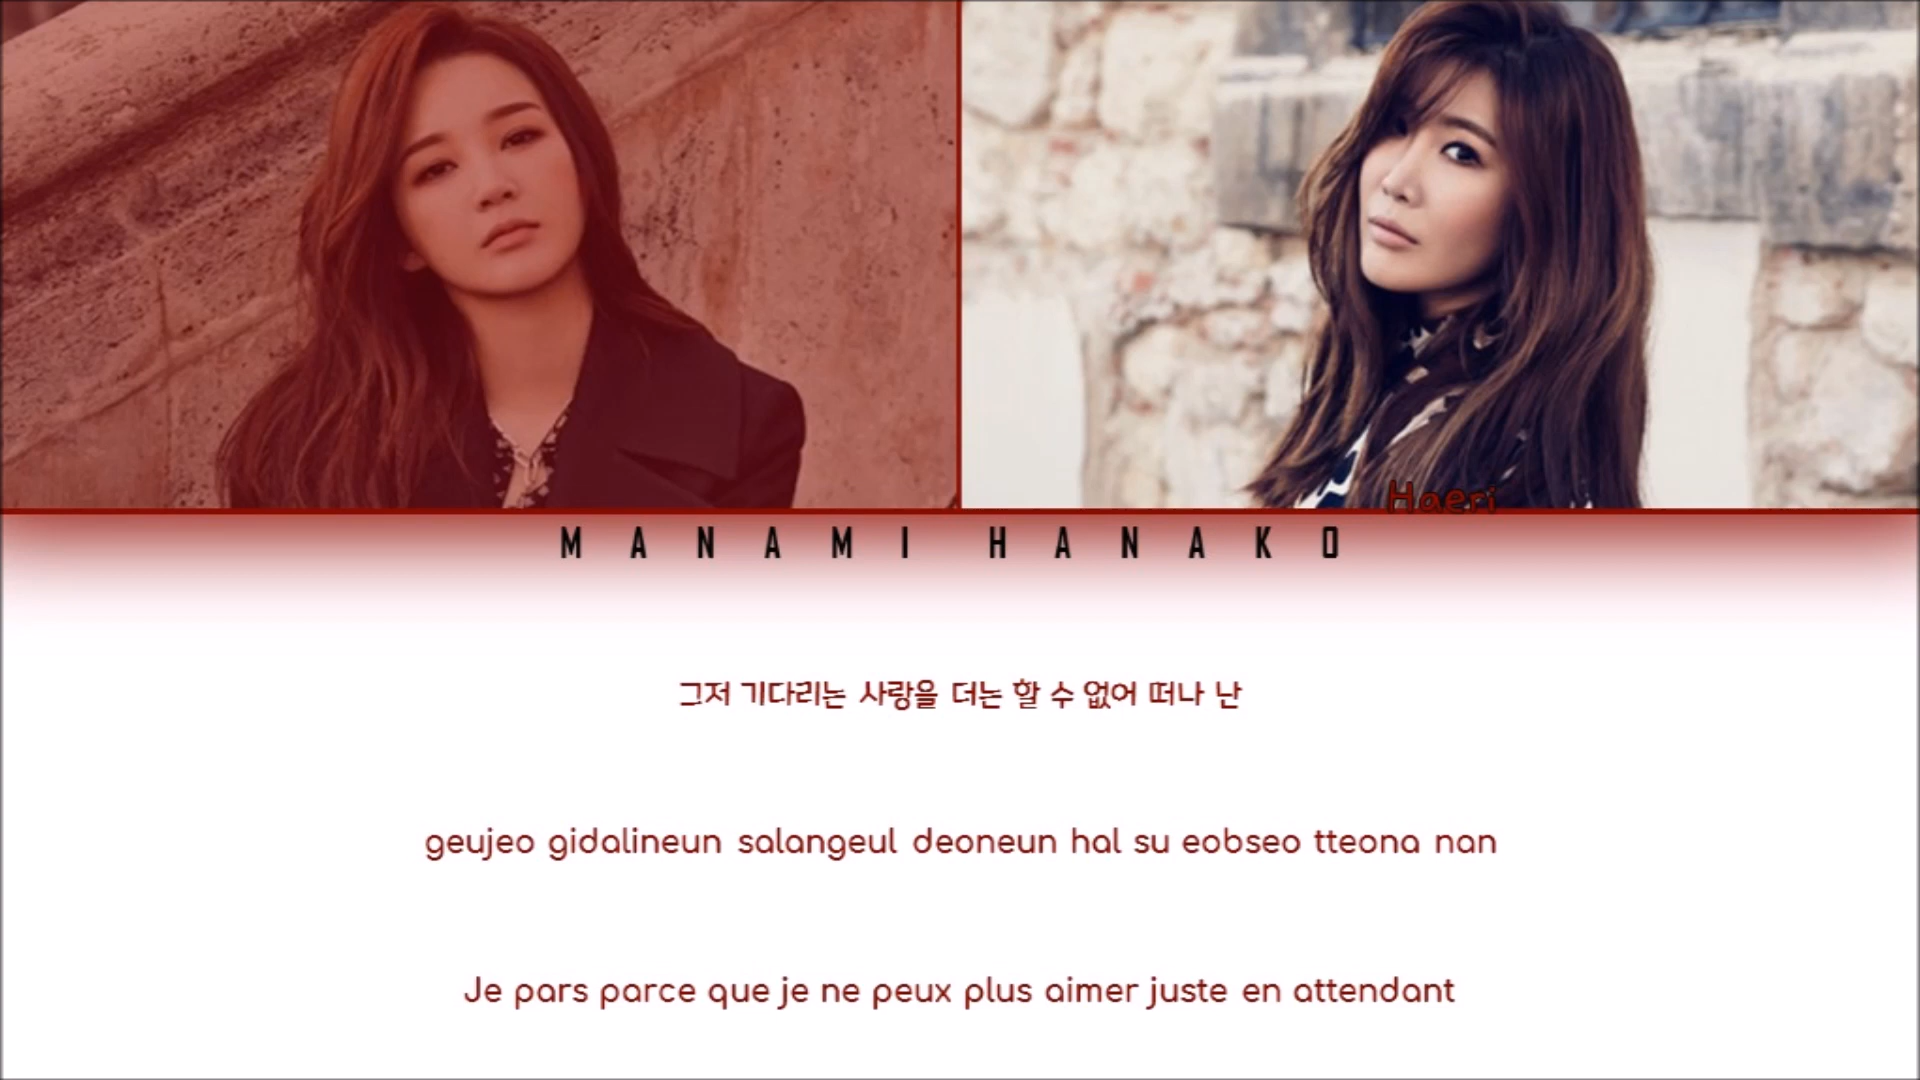 Haeri
MANAMI HANAKO
그저 기다리는 사랑을 더는 할 수 없어 떠나 난
geujeo gidalineun salangeul deoneun hal su eobseo tteona nan
Je pars parce que je ne peux plus aimer juste en attendant